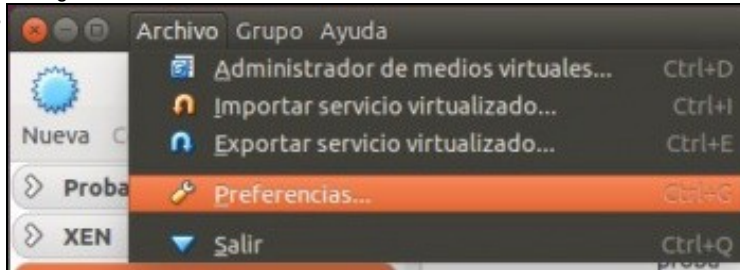 Archivo Grupo Ayuda
Administrador de medios virtuales... Ctrl+D
Importar servicio virtualizado... Ctrl+I
Nueva
Exportar servicio virtualizado... Ctrl+E
Proba
Preferencias... Ctrl+G
XEN
Salir Ctrl+Q
proba